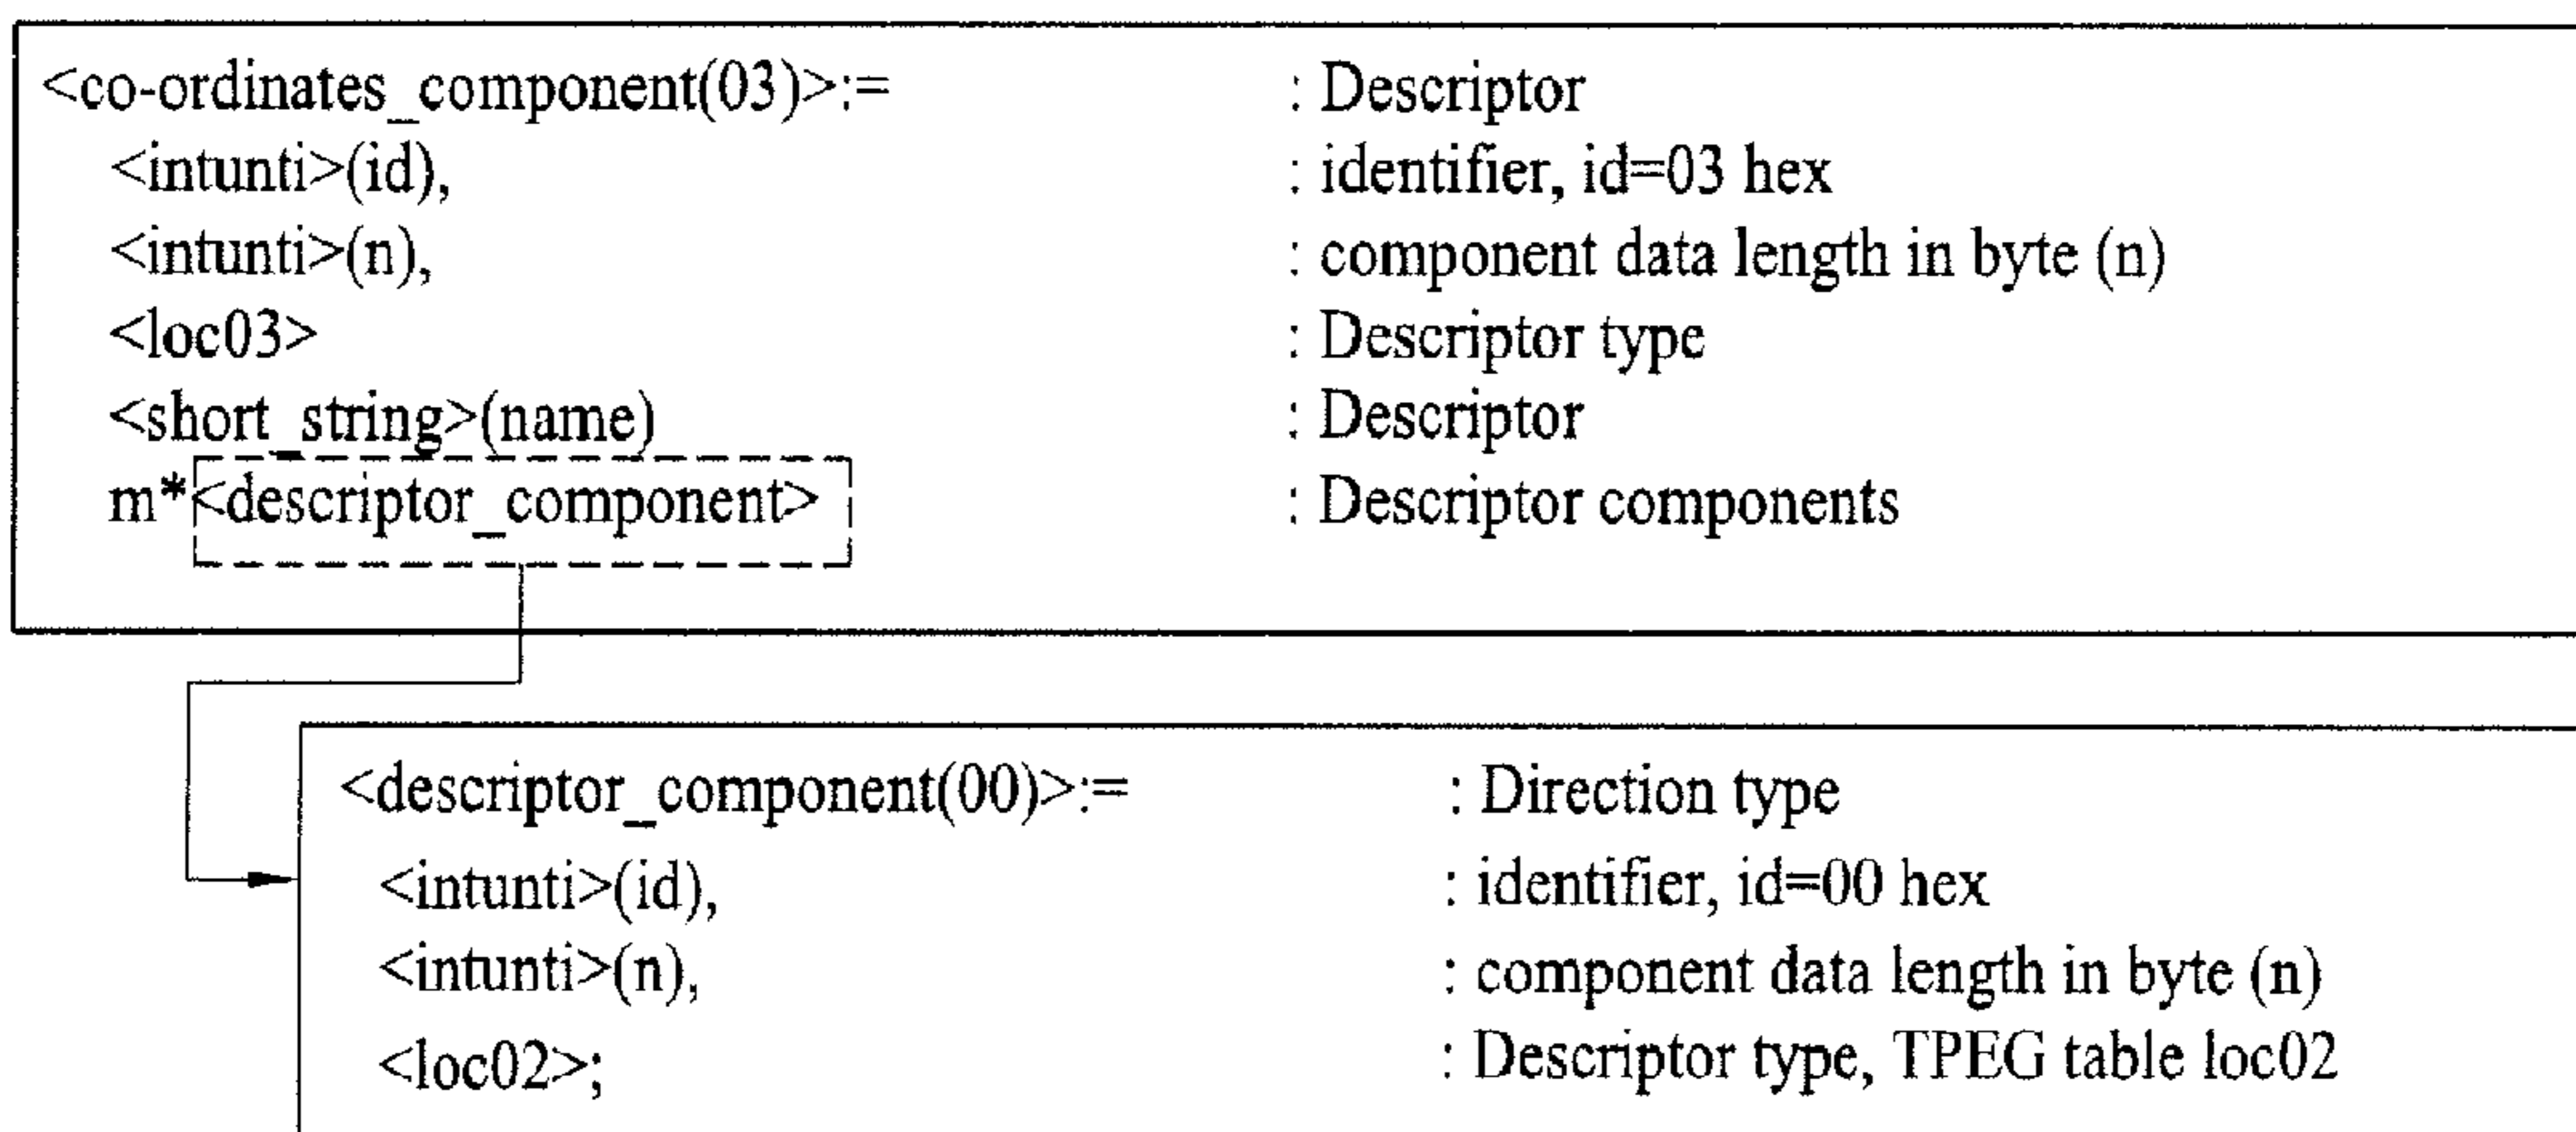 <co-ordinates_component(03)>:= : Descriptor
<intunti>(id), : identifier, id=03 hex
<intunti>(n), : component data length in byte (n)
<loc03> : Descriptor type
<short_string>(name) : Descriptor
m*<descriptor_component> : Descriptor components
<descriptor_component(00)>:= : Direction type
<intunti>(id), : identifier, id=00 hex
<intunti>(n), : component data length in byte (n)
<loc02>; : Descriptor type, TPEG table loc02